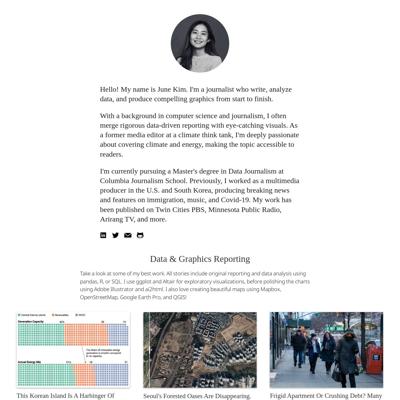 Hello! My name is June Kim. I'm a journalist who write, analyze
data, and produce compelling graphics from start to finish.
With a background in computer science and journalism, I often
merge rigorous data-driven reporting with eye-catching visuals. As
a former media editor at a climate think tank, I'm deeply passionate
about covering climate and energy, making the topic accessible to
readers.
I'm currently pursuing a Master's degree in Data Journalism at
Columbia Journalism School. Previously, I worked as a multimedia
producer in the U.S. and South Korea, producing breaking news
and features on immigration, music, and Covid-19. My work has
been published on Twin Cities PBS, Minnesota Public Radio,
Arirang TV, and more.
Data & Graphics Reporting
Take a look at some of my best work. All stories include original reporting and data analysis using
pandas, R, or SQL. I use ggplot and Altair for exploratory visualizations, before polishing the charts
using Adobe Illustrator and ai2html. I also love creating beautiful maps using Mapbox,
OpenStreetMap, Google Earth Pro, and QGIS!
Generation Capacity
Actual Energy Mix
This Korean Island Is A Harbinger Of
Seoul's Forested Oases Are Disappearing.
Frigid Apartment Or Crushing Debt? Many